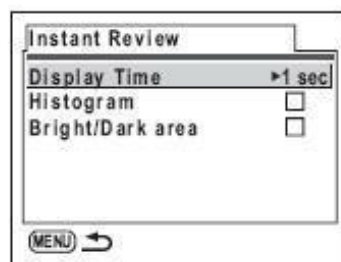 Instant Review
Display Time ▸1 sec
Histogram
Bright/Dark area
MENU